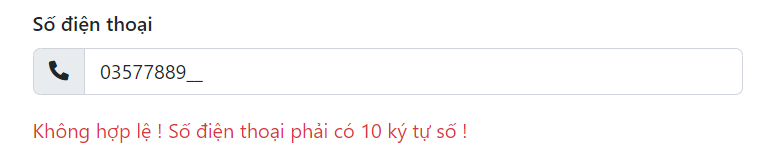 Số điện thoại
03577889__
Không hợp lệ ! Số điện thoại phải có 10 ký tự số !